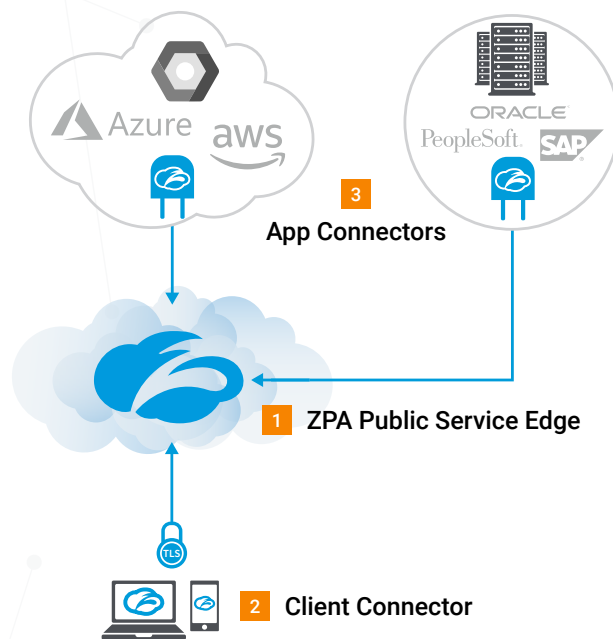 Azure
aws
ORACLE
PeopleSoft.
SAP
3
App Connectors
1 ZPA Public Service Edge
TLS
2 Client Connector